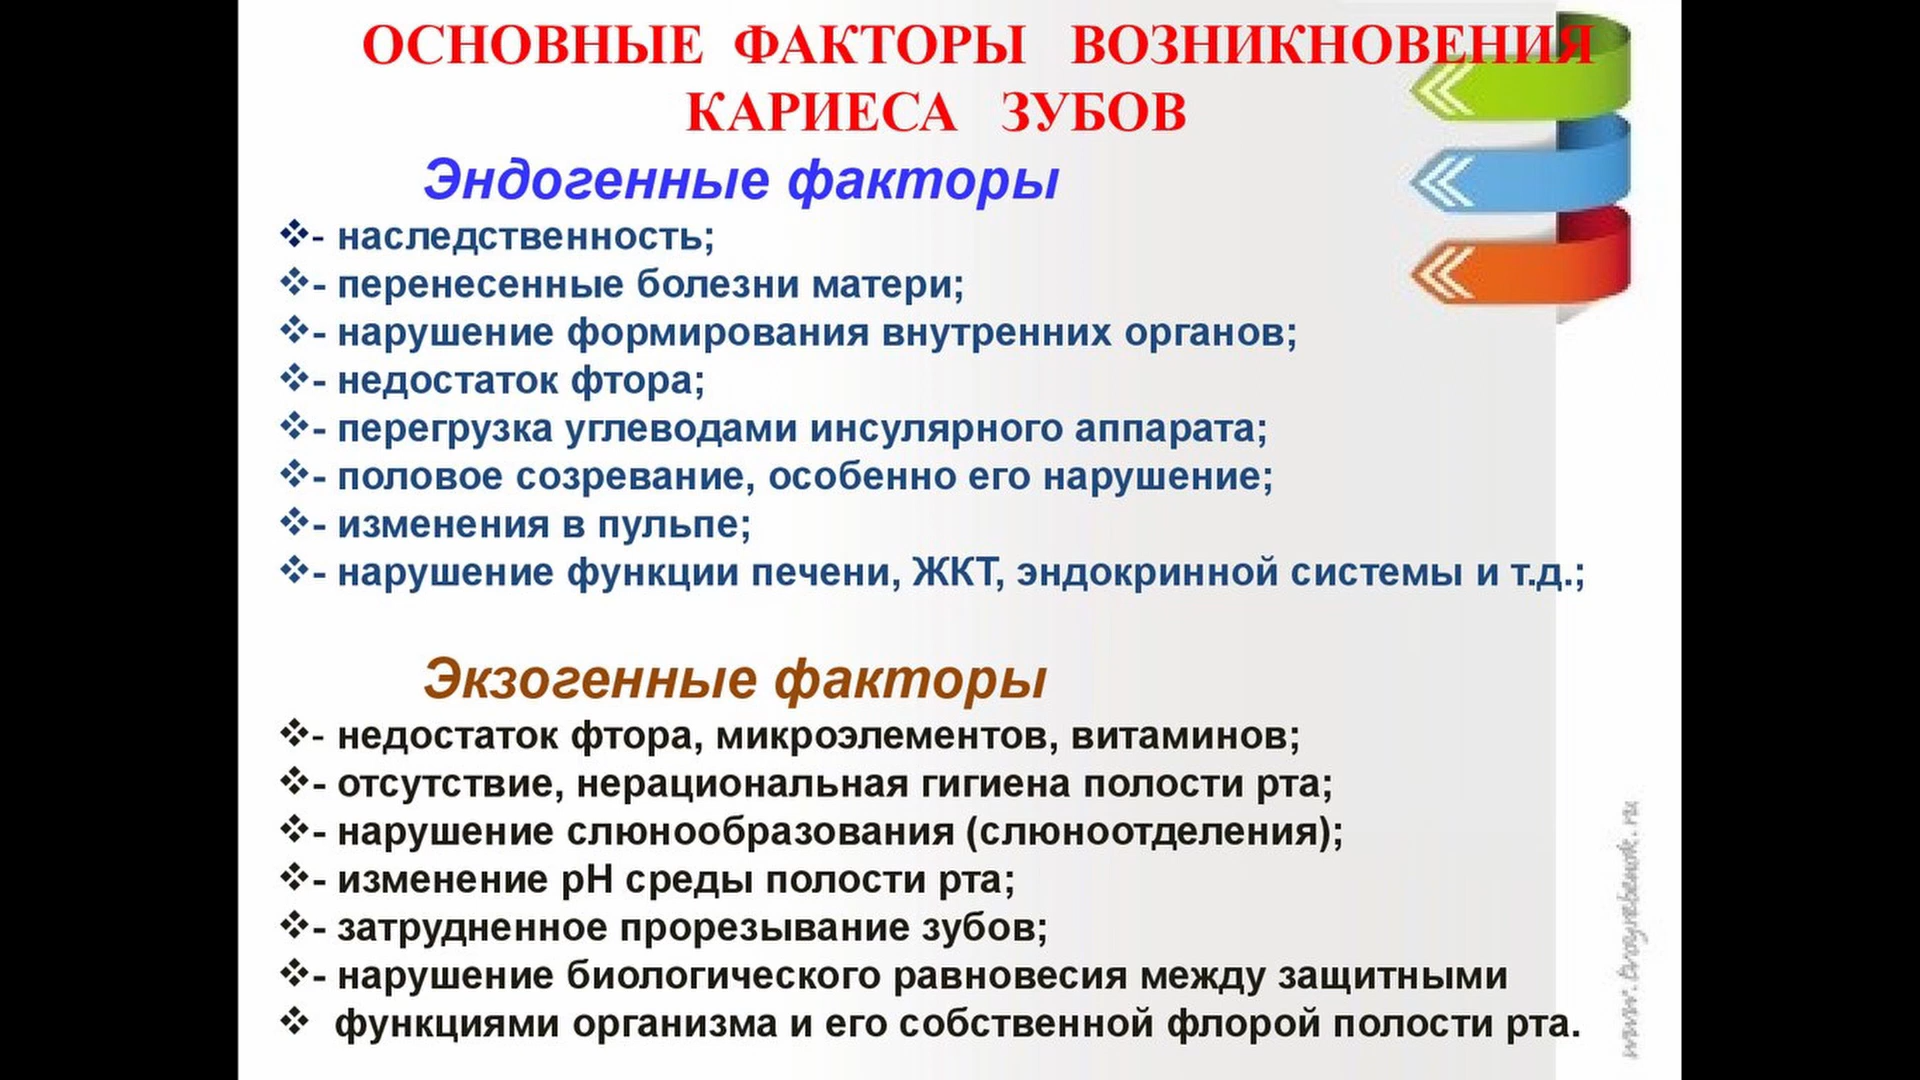 ОСНОВНЫЕ ФАКТОРЫ ВОЗНИКНОВЕНИЯ
КАРИЕСА ЗУБОВ
Эндогенные факторы
❖- наследственность;
❖- перенесенные болезни матери;
❖- нарушение формирования внутренних органов;
❖- недостаток фтора;
❖- перегрузка углеводами инсулярного аппарата;
❖- половое созревание, особенно его нарушение;
❖- изменения в пульпе;
❖- нарушение функции печени, ЖКТ, эндокринной системы и т.д.;
Экзогенные факторы
❖- недостаток фтора, микроэлементов, витаминов;
❖- отсутствие, нерациональная гигиена полости рта;
❖- нарушение слюнообразования (слюноотделения);
❖- изменение pH среды полости рта;
❖- затрудненное прорезывание зубов;
❖- нарушение биологического равновесия между защитными
❖ функциями организма и его собственной флорой полости рта.